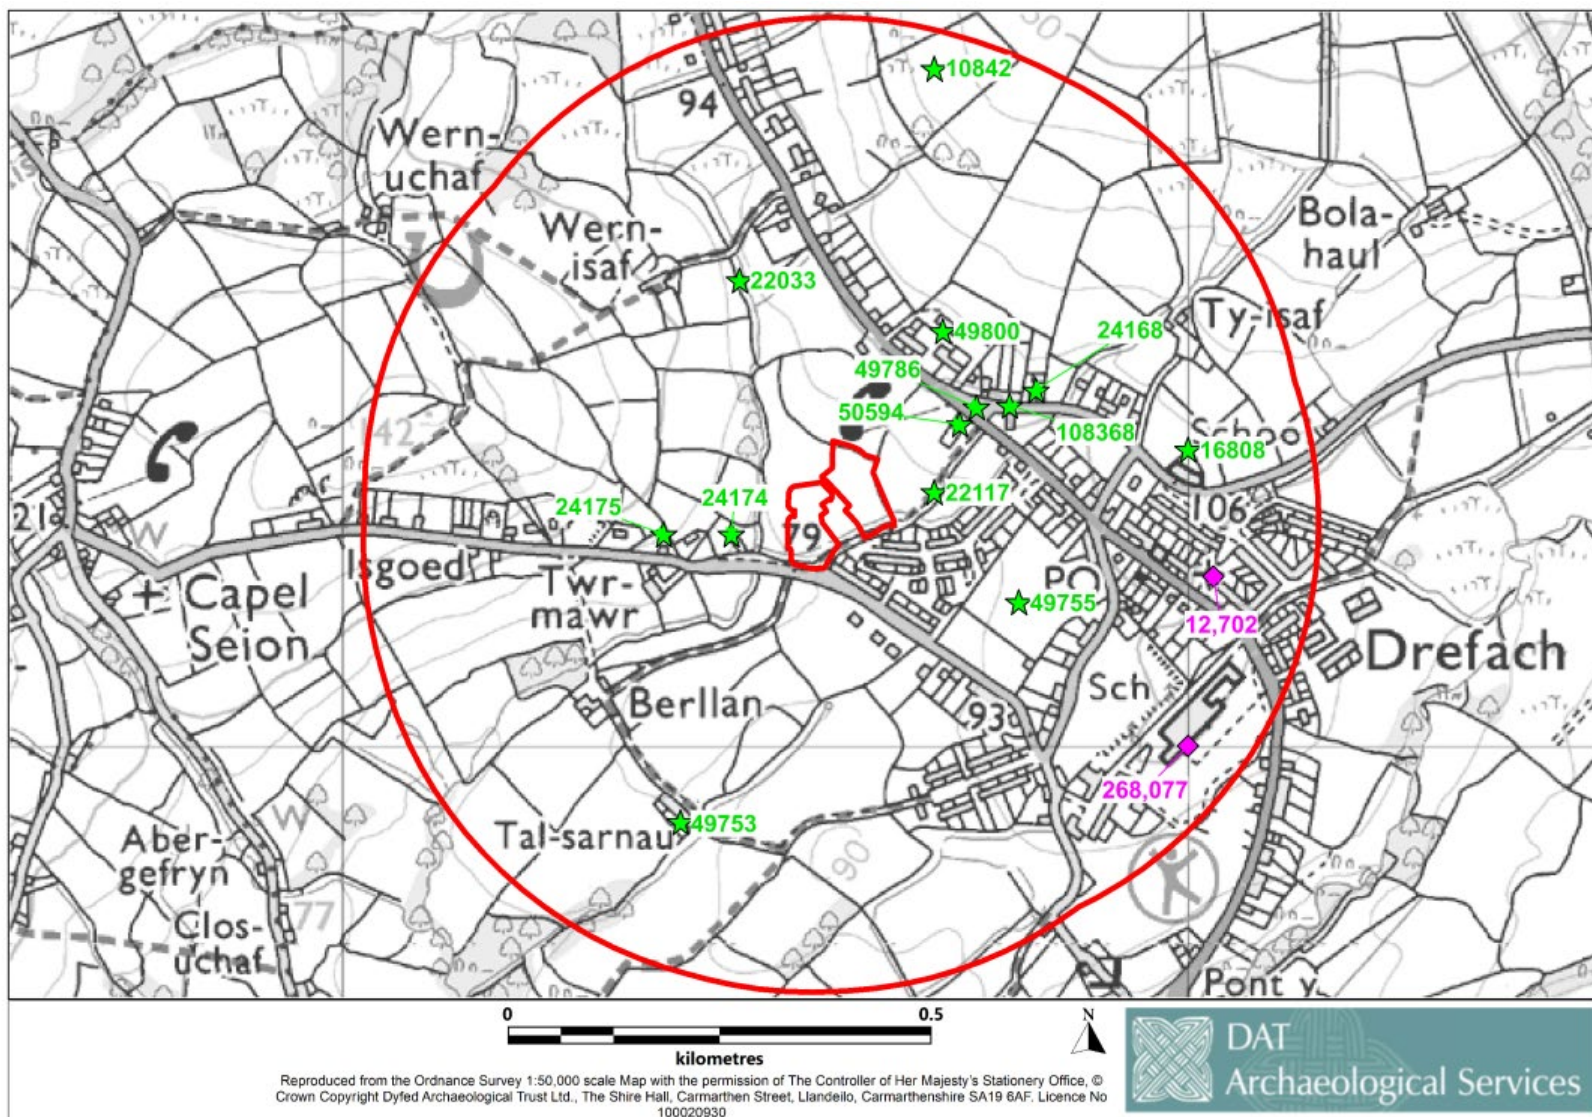 10842
94
Wern-
uchaf
Wern-
isaf
Bola-
haul
22033
Ty-isaf
49800
24168
49786
50594
108368
School
16808
142
24175
24174
22117
106
21
W
79
Isgoed
Twr-
mawr
PO
49755
+ Capel
Seion
12,702
Drefach
Sch
Berllan
93
268,077
W
Tal-sarnau
49753
Aber-
gefryn
90
77
Clos-
uchaf
Pont y
0
0.5
N
kilometres
DAT
Archaeological Services
Reproduced from the Ordnance Survey 1:50,000 scale Map with the permission of The Controller of Her Majesty's Stationery Office, ©
Crown Copyright Dyfed Archaeological Trust Ltd., The Shire Hall, Carmarthen Street, Llandeilo, Carmarthenshire SA19 6AF. Licence No
100020930